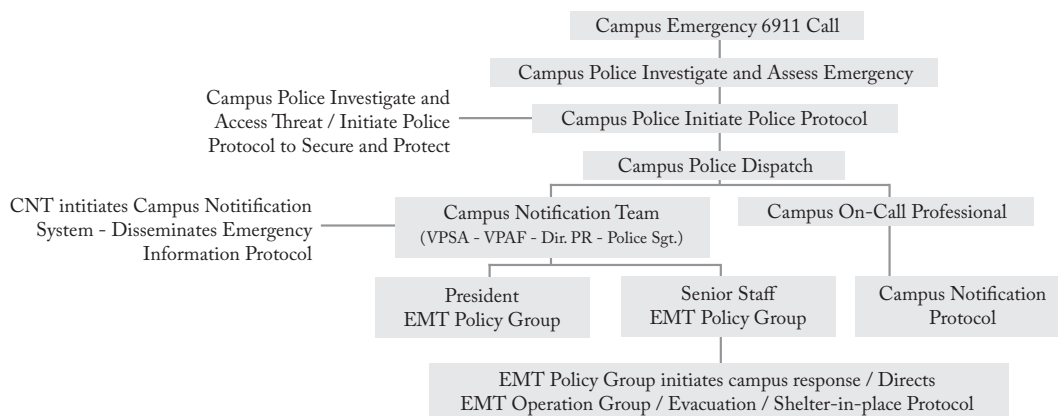 Campus Emergency 6911 Call
Campus Police Investigate and Assess Emergency
Campus Police Investigate and
Access Threat / Initiate Police
Protocol to Secure and Protect
Campus Police Initiate Police Protocol
Campus Police Dispatch
CNT intitiates Campus Notitification
System - Disseminates Emergency
Information Protocol
Campus Notification Team
(VPSA - VPAF - Dir. PR - Police Sgt.)
Campus On-Call Professional
President
EMT Policy Group
Senior Staff
EMT Policy Group
Campus Notification
Protocol
EMT Policy Group initiates campus response / Directs
EMT Operation Group / Evacuation / Shelter-in-place Protocol